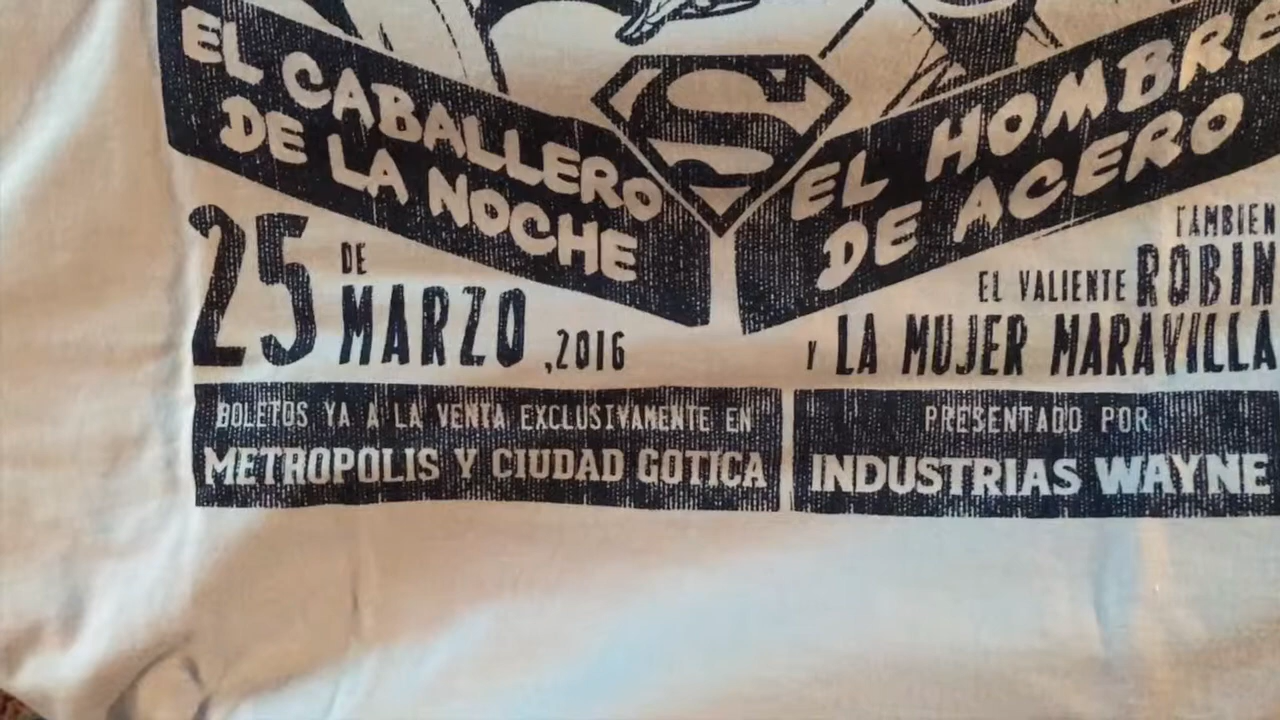 EL CABALLERO
DE LA NOCHE
EL HOMBRE
DE ACERO
25 DE MARZO ,2016
TAMBIEN
EL VALIENTE ROBIN
Y LA MUJER MARAVILLA
BOLETOS YA A LA VENTA EXCLUSIVAMENTE EN
METROPOLIS Y CIUDAD GOTICA
PRESENTADO POR
INDUSTRIAS WAYNE